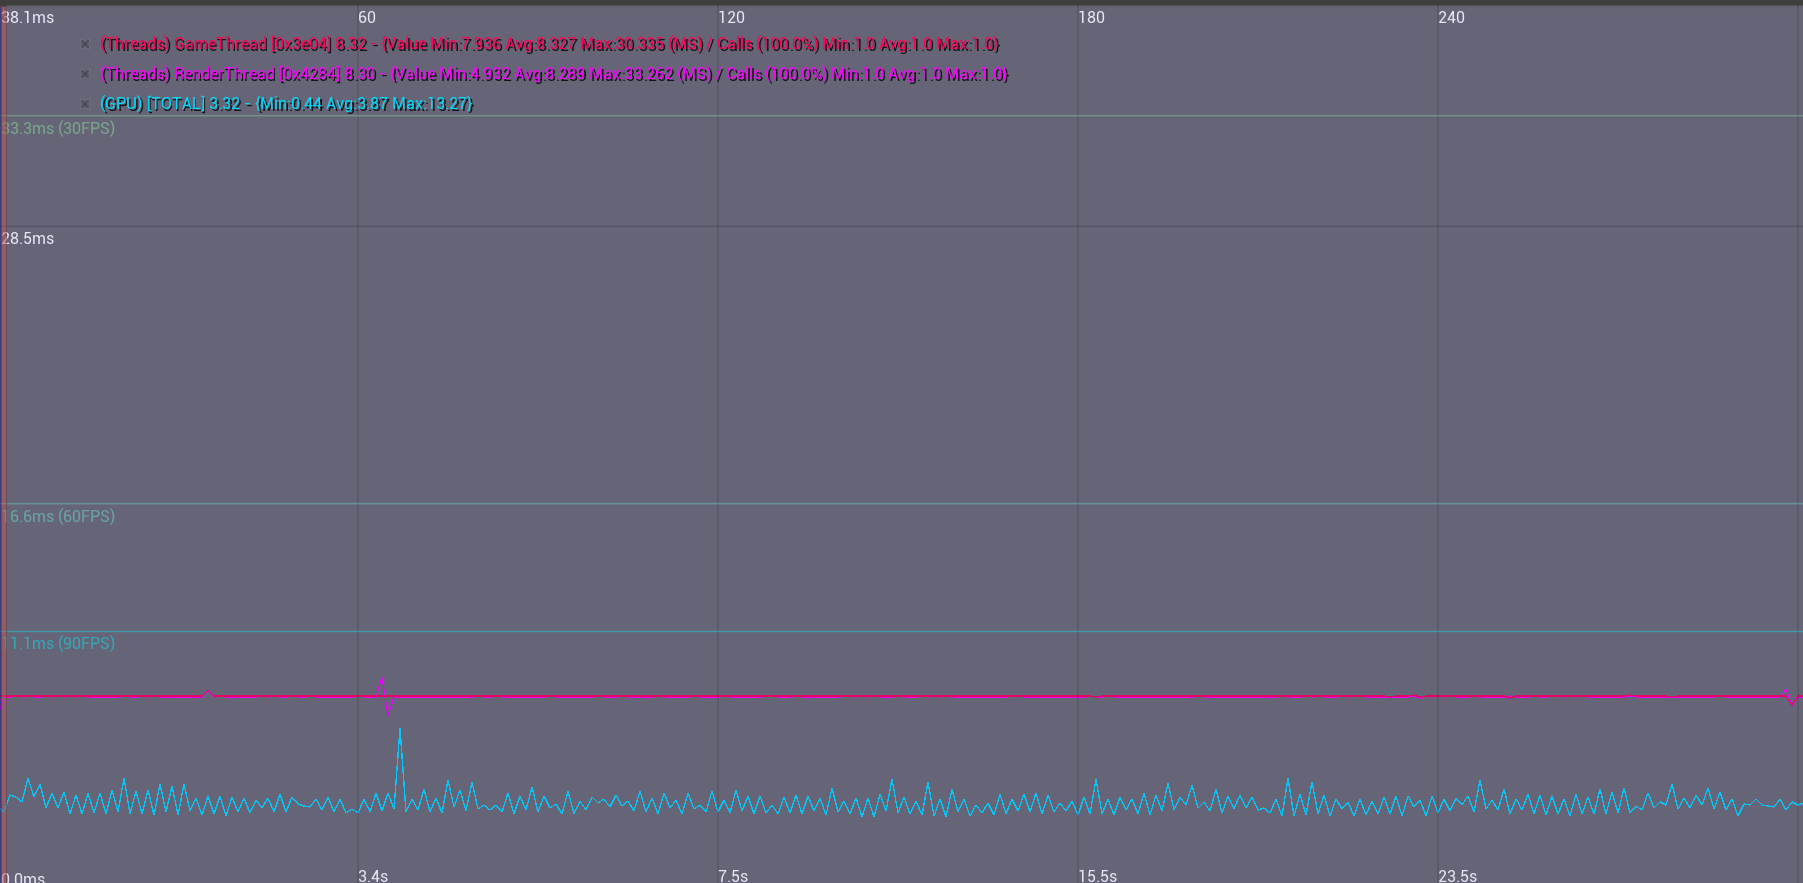 38.1ms
60
120
180
240
(Threads) GameThread [0x3e04] 8.32 - {Value Min:7.936 Avg:8.327 Max:30.335 (MS) / Calls (100.0%) Min:1.0 Avg:1.0 Max:1.0}
(Threads) RenderThread [0x4284] 8.30 - {Value Min:4.932 Avg:8.289 Max:33.262 (MS) / Calls (100.0%) Min:1.0 Avg:1.0 Max:1.0}
(GPU) [TOTAL] 3.32 - {Min:0.44 Avg:3.87 Max:13.27}
33.3ms (30FPS)
28.5ms
16.6ms (60FPS)
11.1ms (90FPS)
0.0ms
3.4s
7.5s
15.5s
23.5s